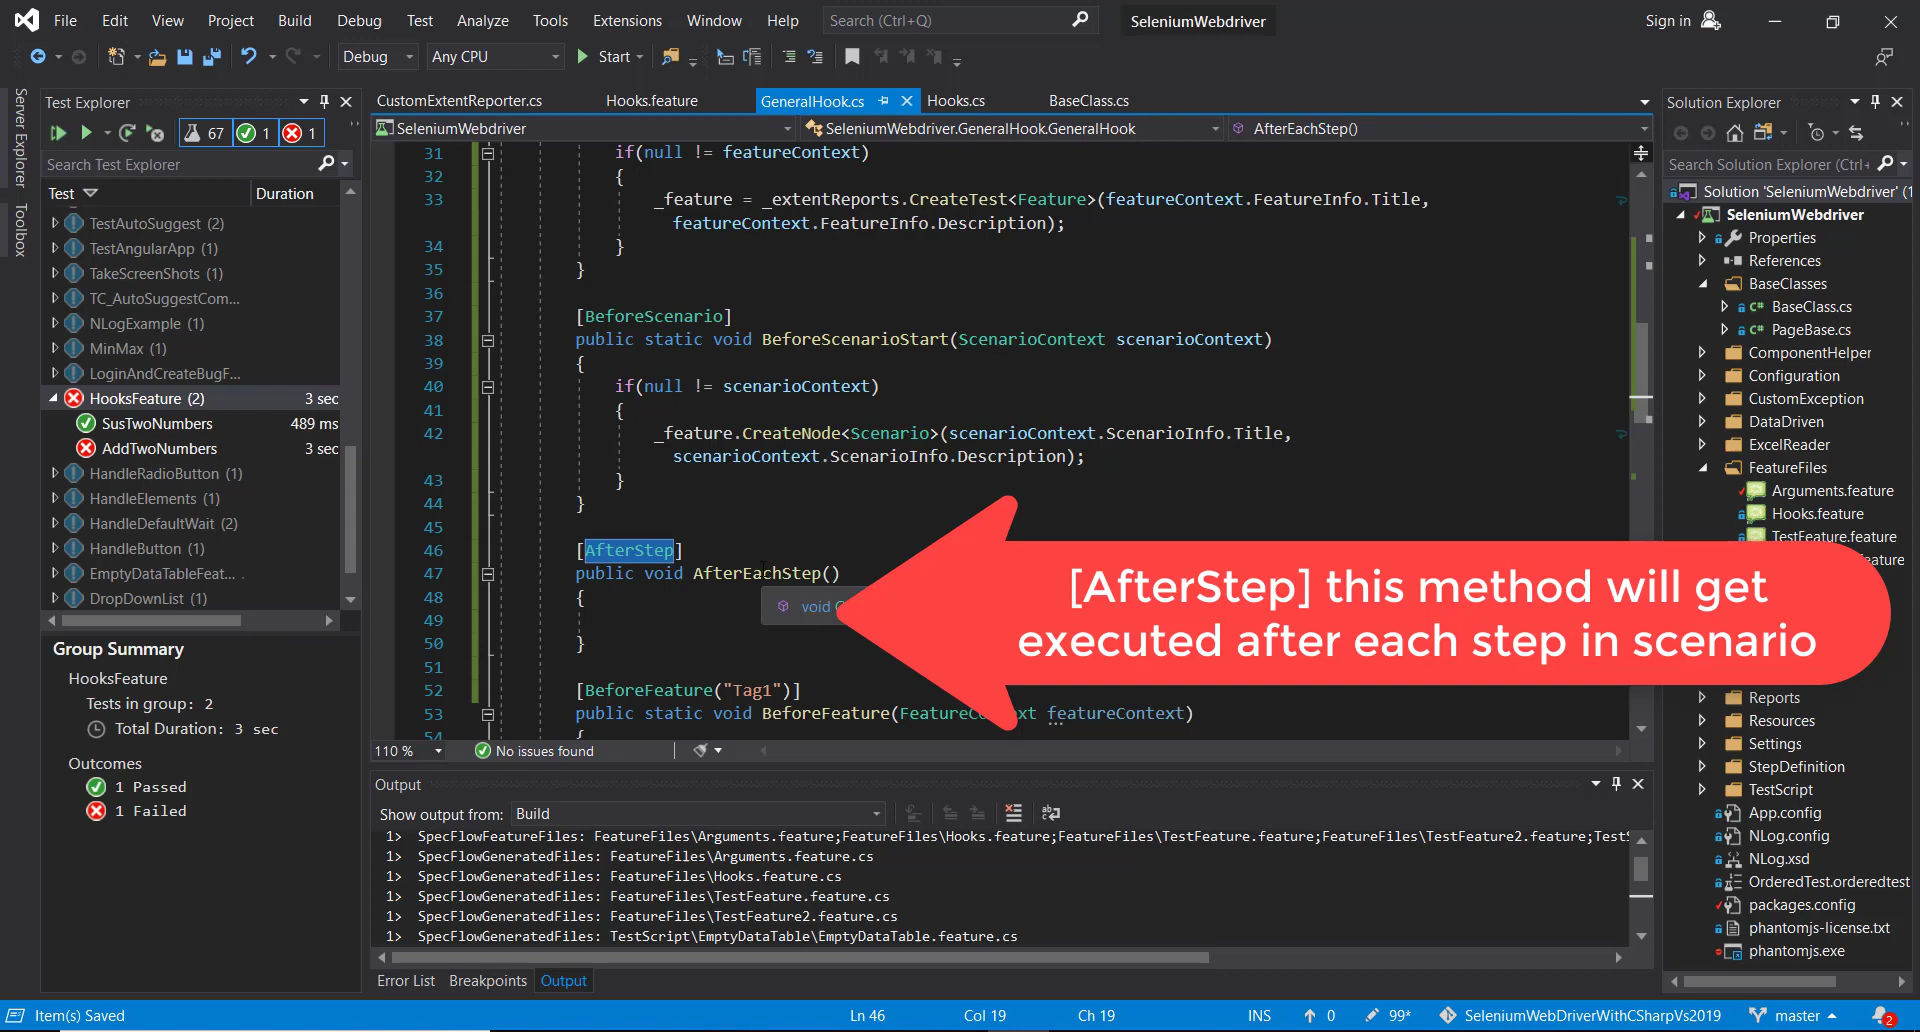 File Edit View Project Build Debug Test Analyze Tools Extensions Window Help Search (Ctrl+Q) SeleniumWebdriver Sign in
Debug Any CPU Start
Server Explorer
Toolbox
Test Explorer
67 1 1
Search Test Explorer
Test Duration
TestAutoSuggest (2)
TestAngularApp (1)
TakeScreenShots (1)
TC_AutoSuggestCom...
NLogExample (1)
MinMax (1)
LoginAndCreateBugF...
HooksFeature (2) 3 sec
SusTwoNumbers 489 ms
AddTwoNumbers 3 sec
HandleRadioButton (1)
HandleElements (1)
HandleDefaultWait (2)
HandleButton (1)
EmptyDataTableFeat...
DropDownList (1)
Group Summary
HooksFeature
Tests in group: 2
Total Duration: 3 sec
Outcomes
1 Passed
1 Failed
CustomExtentReporter.cs Hooks.feature GeneralHook.cs Hooks.cs BaseClass.cs
SeleniumWebdriver SeleniumWebdriver.GeneralHook.GeneralHook AfterEachStep()
31 if(null != featureContext)
32 {
33 _feature = _extentReports.CreateTest<Feature>(featureContext.FeatureInfo.Title,
featureContext.FeatureInfo.Description);
34 }
35 }
36
37 [BeforeScenario]
38 public static void BeforeScenarioStart(ScenarioContext scenarioContext)
39 {
40 if(null != scenarioContext)
41 {
42 _feature.CreateNode<Scenario>(scenarioContext.ScenarioInfo.Title,
scenarioContext.ScenarioInfo.Description);
43 }
44 }
45
46 [AfterStep]
47 public void AfterEachStep()
48 {
49
50 }
51
52 [BeforeFeature("Tag1")]
53 public static void BeforeFeature( featureContext)
54 {
void
[AfterStep] this method will get
executed after each step in scenario
110 % No issues found
Output
Show output from: Build
1> SpecFlowFeatureFiles: FeatureFiles\Arguments.feature;FeatureFiles\Hooks.feature;FeatureFiles\TestFeature.feature;FeatureFiles\TestFeature2.feature;TestS
1> SpecFlowGeneratedFiles: FeatureFiles\Arguments.feature.cs
1> SpecFlowGeneratedFiles: FeatureFiles\Hooks.feature.cs
1> SpecFlowGeneratedFiles: FeatureFiles\TestFeature.feature.cs
1> SpecFlowGeneratedFiles: FeatureFiles\TestFeature2.feature.cs
1> SpecFlowGeneratedFiles: TestScript\EmptyDataTable\EmptyDataTable.feature.cs
Error List Breakpoints Output
Solution Explorer
Search Solution Explorer (Ctrl+
Solution 'SeleniumWebdriver' (1
SeleniumWebdriver
Properties
References
BaseClasses
BaseClass.cs
PageBase.cs
ComponentHelper
Configuration
CustomException
DataDriven
ExcelReader
FeatureFiles
Arguments.feature
Hooks.feature
TestFeature.feature
eature
Reports
Resources
Settings
StepDefinition
TestScript
App.config
NLog.config
NLog.xsd
OrderedTest.orderedtest
packages.config
phantomjs-license.txt
phantomjs.exe
Item(s) Saved Ln 46 Col 19 Ch 19 INS 0 99* SeleniumWebDriverWithCSharpVs2019 master 2